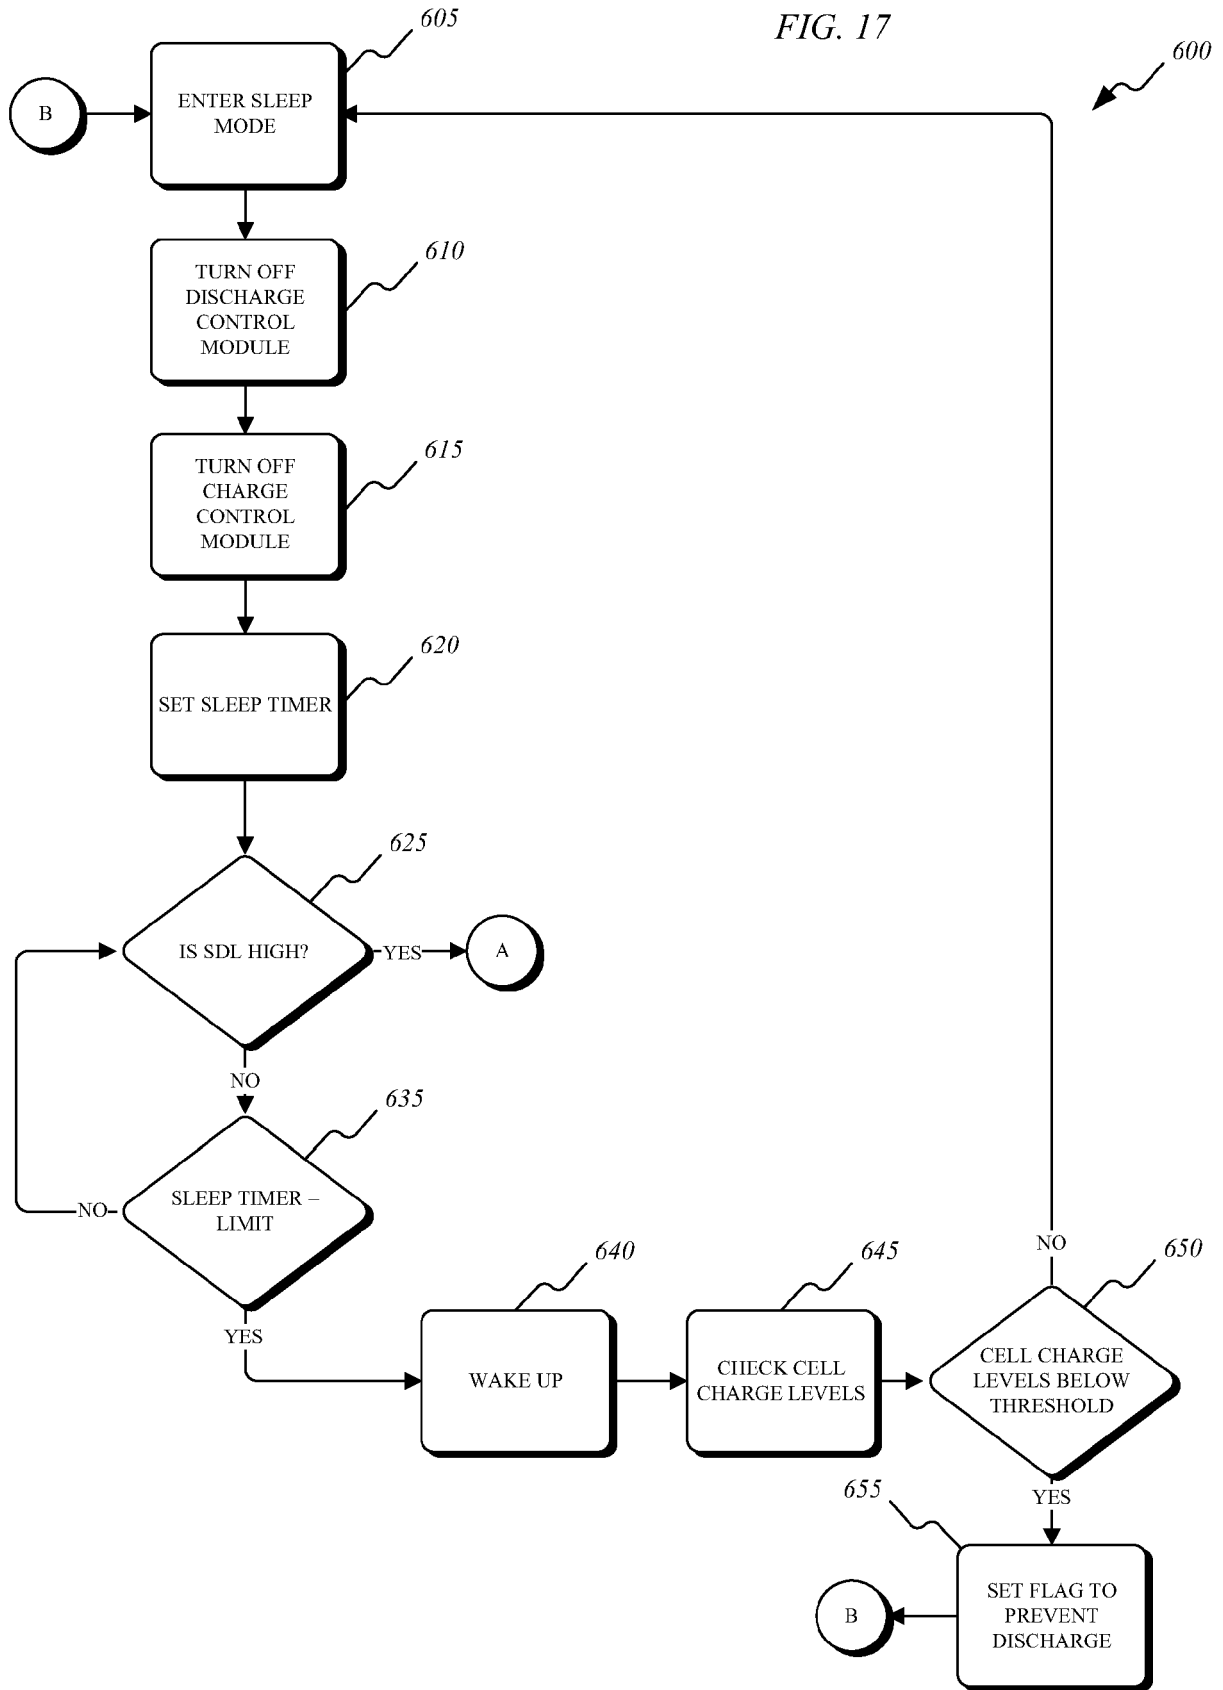 FIG. 17
600
605
B
ENTER SLEEP
MODE
610
TURN OFF
DISCHARGE
CONTROL
MODULE
615
TURN OFF
CHARGE
CONTROL
MODULE
620
SET SLEEP TIMER
625
IS SDL HIGH?
YES
A
NO
635
SLEEP TIMER –
LIMIT
NO
YES
640
WAKE UP
645
CHECK CELL
CHARGE LEVELS
NO
650
CELL CHARGE
LEVELS BELOW
THRESHOLD
YES
655
SET FLAG TO
PREVENT
DISCHARGE
B